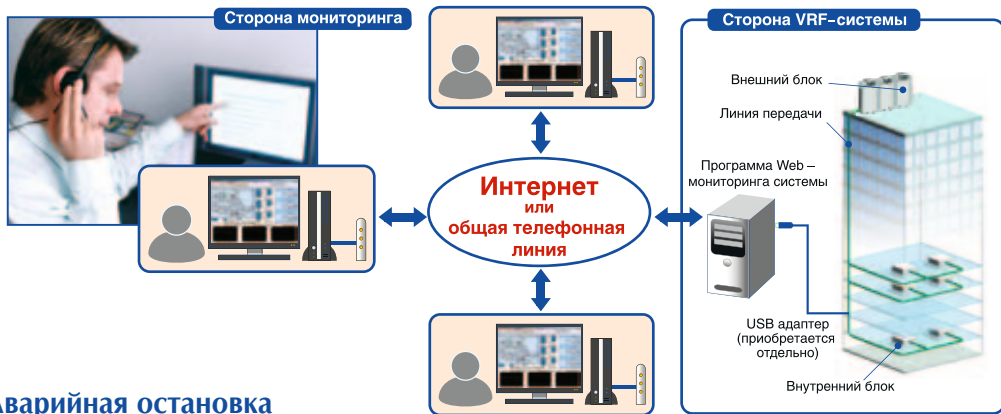 Сторона мониторинга
Сторона VRF–системы
Внешний блок
Линия передачи
Программа Web –
мониторинга системы
Интернет
или
общая телефонная
линия
USB адаптер
(приобретается
отдельно)
Внутренний блок
Аварийная остановка